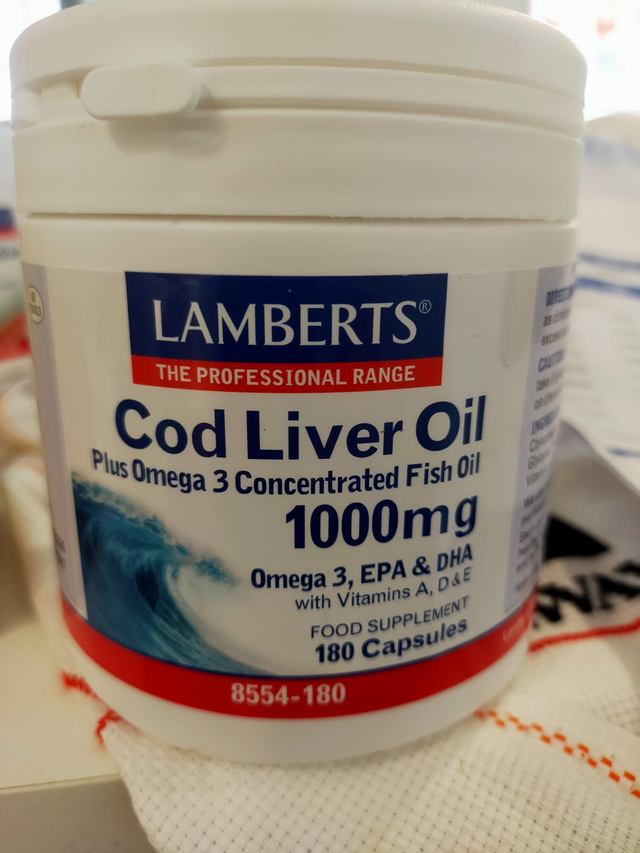 LAMBERTS®
THE PROFESSIONAL RANGE
Cod Liver Oil
Plus Omega 3 Concentrated Fish Oil
1000mg
Omega 3, EPA & DHA
with Vitamins A, D & E
FOOD SUPPLEMENT
180 Capsules
8554-180